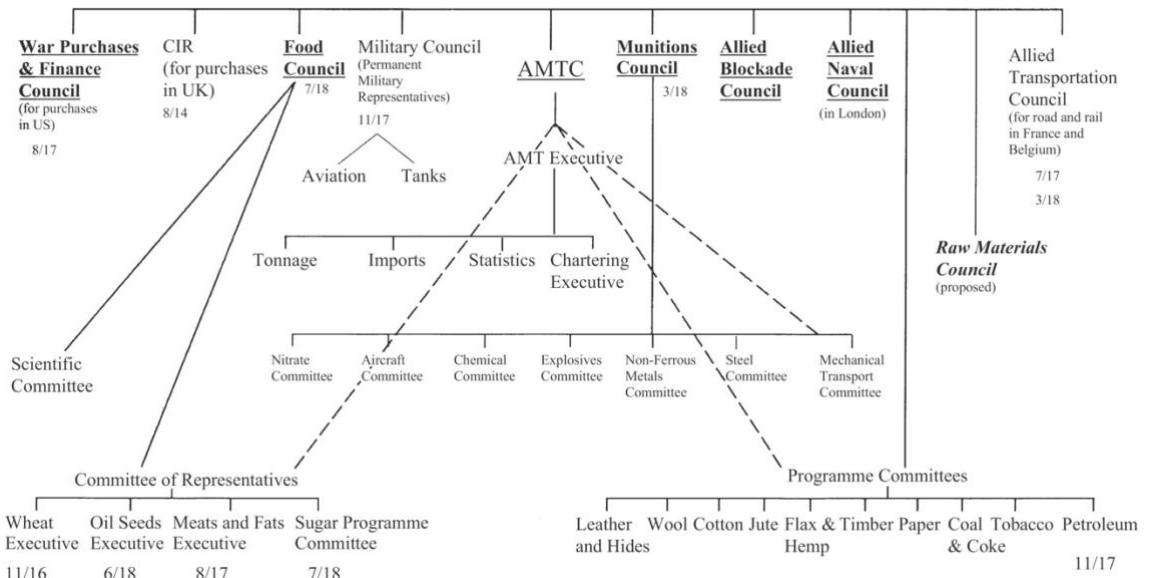 War Purchases
& Finance
Council
(for purchases
in US)
8/17
CIR
(for purchases
in UK)
8/14
Food
Council
7/18
Military Council
(Permanent
Military
Representatives)
11/17
Aviation
Tanks
AMTC
AMT Executive
Munitions
Council
3/18
Allied
Blockade
Council
Allied
Naval
Council
(in London)
Allied
Transportation
Council
(for road and rail
in France and
Belgium)
7/17
3/18
Raw Materials
Council
(proposed)
Tonnage
Imports
Statistics
Chartering
Executive
Scientific
Committee
Nitrate
Committee
Aircraft
Committee
Chemical
Committee
Explosives
Committee
Non-Ferrous
Metals
Committee
Steel
Committee
Mechanical
Transport
Committee
Committee of Representatives
Wheat
Executive
11/16
Oil Seeds
Executive
6/18
Meats and Fats
Executive
8/17
Sugar Programme
Committee
7/18
Programme Committees
Leather
and Hides
Wool
Cotton
Jute
Flax &
Hemp
Timber
Paper
Coal
& Coke
Tobacco
Petroleum
11/17